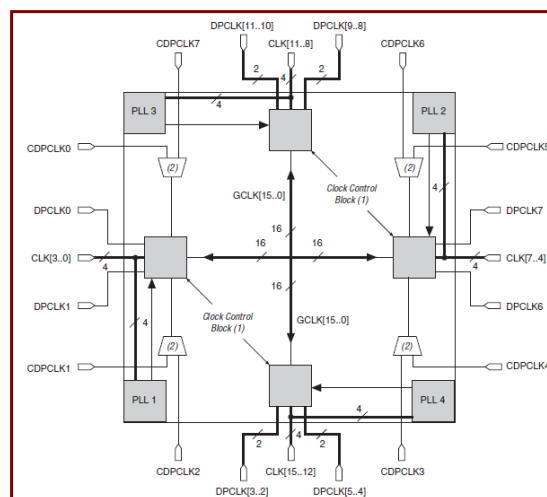 DPCLK[11..10]
DPCLK[9..8]
CDPCLK7
CLK[11..8]
CDPCLK6
2
4
2
4
PLL 3
PLL 2
CDPCLK0
CDPCLK5
(2)
(2)
4
Clock Control
Block (1)
GCLK[15..0]
DPCLK0
DPCLK7
16
16
16
CLK[3..0]
CLK[7..4]
4
4
16
DPCLK1
DPCLK6
GCLK[15..0]
Clock Control
Block (1)
4
(2)
(2)
CDPCLK1
CDPCLK4
PLL 1
PLL 4
4
2
4
2
CDPCLK2
CLK[15..12]
CDPCLK3
DPCLK[3..2]
DPCLK[5..4]